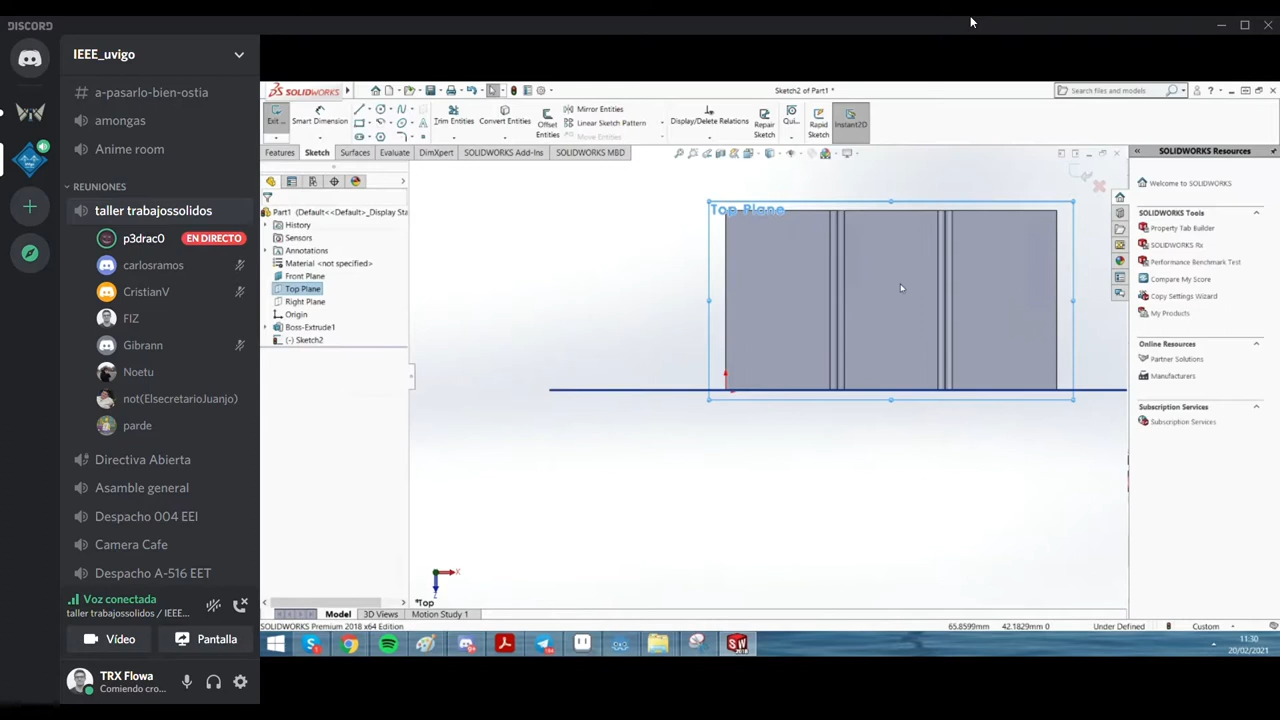 DISCORD
IEEE_uvigo
a-pasarlo-bien-ostia
amongas
Anime room
REUNIONES
taller trabajossolidos
p3drac0 EN DIRECTO
carlosramos
CristianV
FIZ
Gibrann
Noetu
not(ElsecretarioJuanjo)
parde
Directiva Abierta
Asamble general
Despacho 004 EEI
Camera Cafe
Despacho A-516 EET
Voz conectada
taller trabajossolidos / IEEE...
Vídeo
Pantalla
TRX Flowa
Comiendo cro...
SOLIDWORKS
Sketch2 of Part1 *
Search files and models
Exit ...
Smart Dimension
Trim Entities
Convert Entities
Offset Entities
Mirror Entities
Linear Sketch Pattern
Move Entities
Display/Delete Relations
Repair Sketch
Qui...
Rapid Sketch
Instant2D
Features
Sketch
Surfaces
Evaluate
DimXpert
SOLIDWORKS Add-Ins
SOLIDWORKS MBD
Part1 (Default<<Default>_Display Sta
History
Sensors
Annotations
Material <not specified>
Front Plane
Top Plane
Right Plane
Origin
Boss-Extrude1
(-) Sketch2
Top Plane
X
Z
*Top
SOLIDWORKS Resources
Welcome to SOLIDWORKS
SOLIDWORKS Tools
Property Tab Builder
SOLIDWORKS Rx
Performance Benchmark Test
Compare My Score
Copy Settings Wizard
My Products
Online Resources
Partner Solutions
Manufacturers
Subscription Services
Subscription Services
Model
3D Views
Motion Study 1
SOLIDWORKS Premium 2018 x64 Edition
65.8599mm
42.1829mm 0
Under Defined
Custom
11:30
20/02/2021